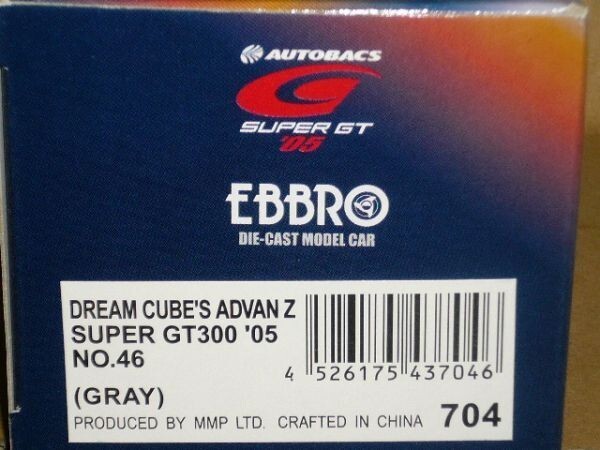 AUTOBACS
SUPER GT
'05
EBBRO
DIE-CAST MODEL CAR
DREAM CUBE'S ADVAN Z
SUPER GT300 '05
NO.46
(GRAY)
4 526175 437046
PRODUCED BY MMP LTD. CRAFTED IN CHINA 704